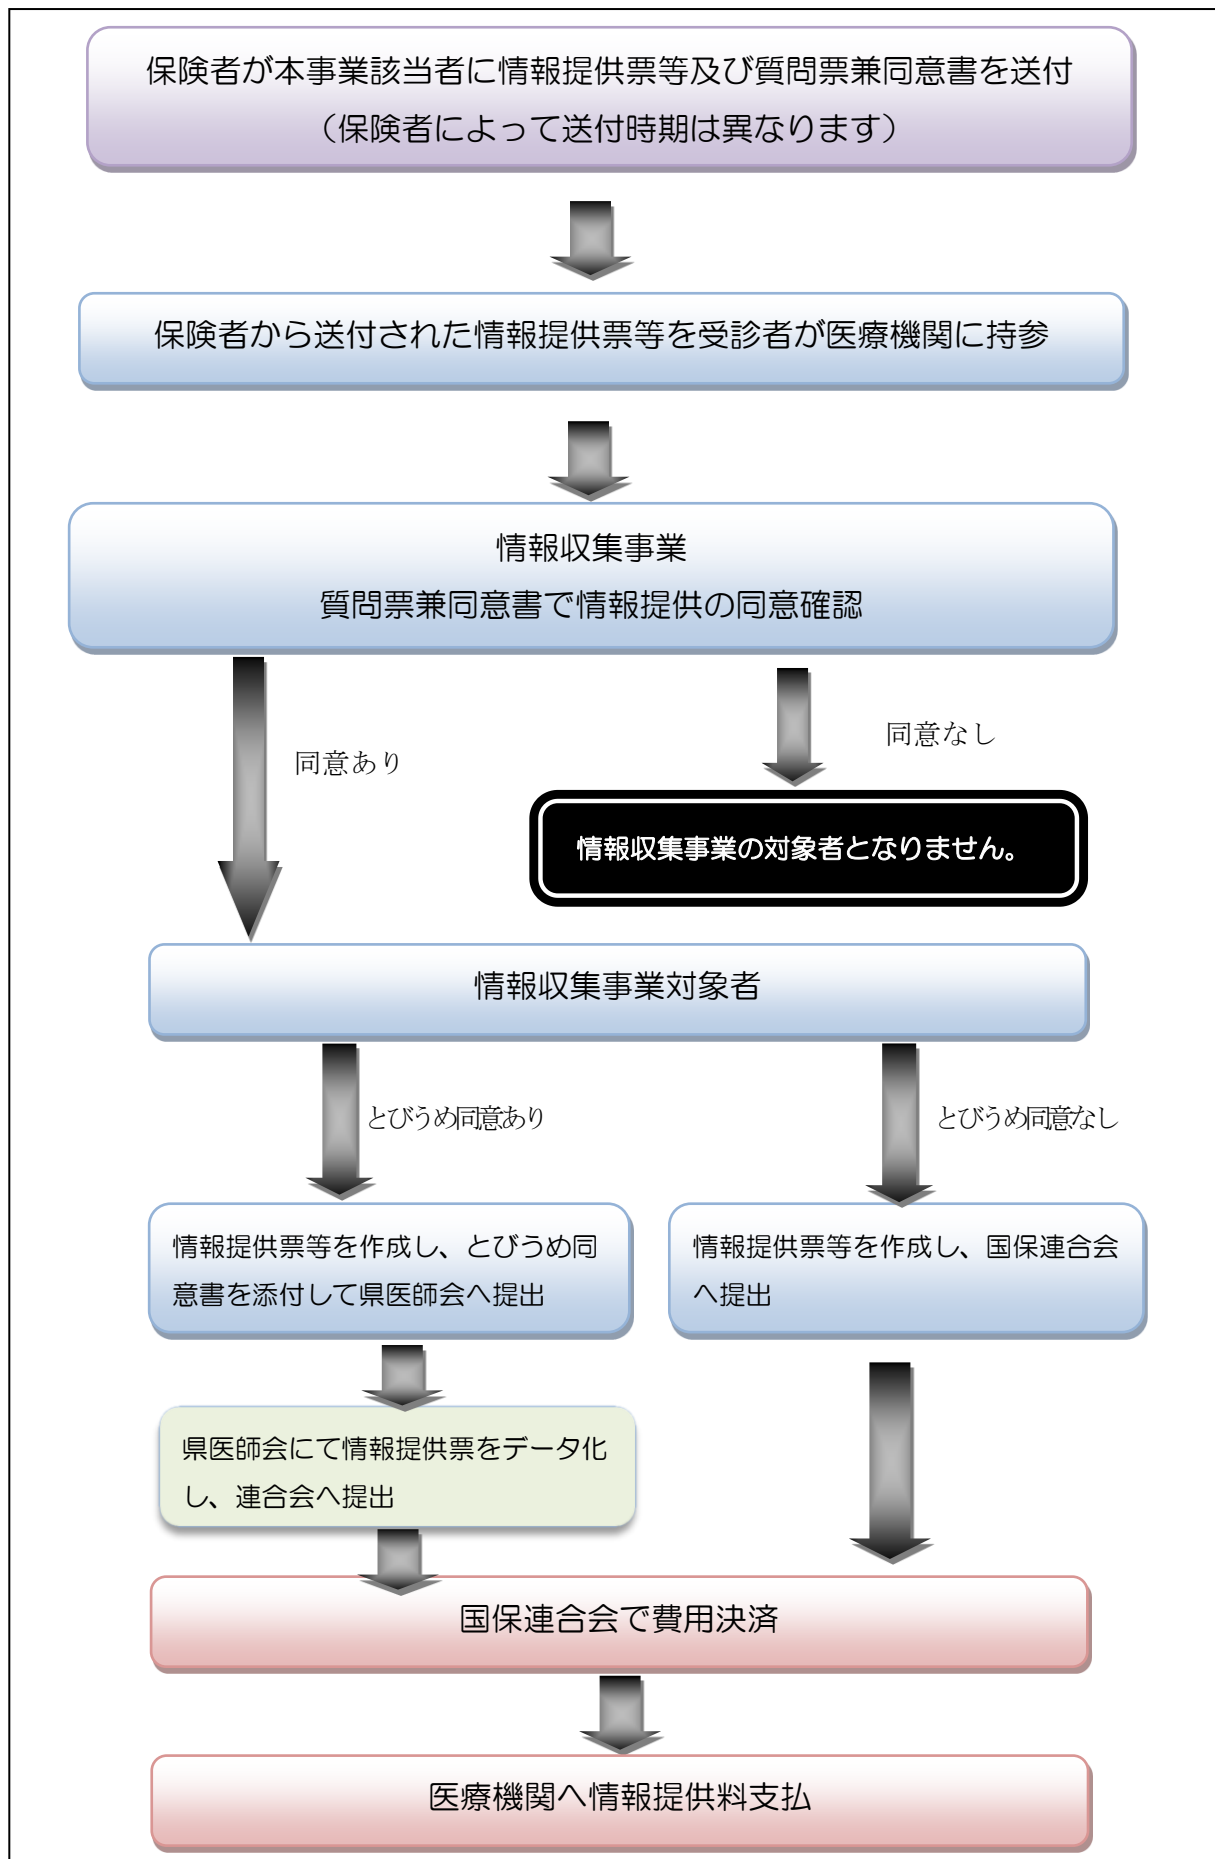 保険者が本事業該当者に情報提供票等及び質問票兼同意書を送付
（保険者によって送付時期は異なります）
保険者から送付された情報提供票等を受診者が医療機関に持参
情報収集事業
質問票兼同意書で情報提供の同意確認
同意あり
同意なし
情報収集事業の対象者となりません。
情報収集事業対象者
とびうめ同意あり
とびうめ同意なし
情報提供票等を作成し、とびうめ同
意書を添付して県医師会へ提出
情報提供票等を作成し、国保連合会
へ提出
県医師会にて情報提供票をデータ化
し、連合会へ提出
国保連合会で費用決済
医療機関へ情報提供料支払